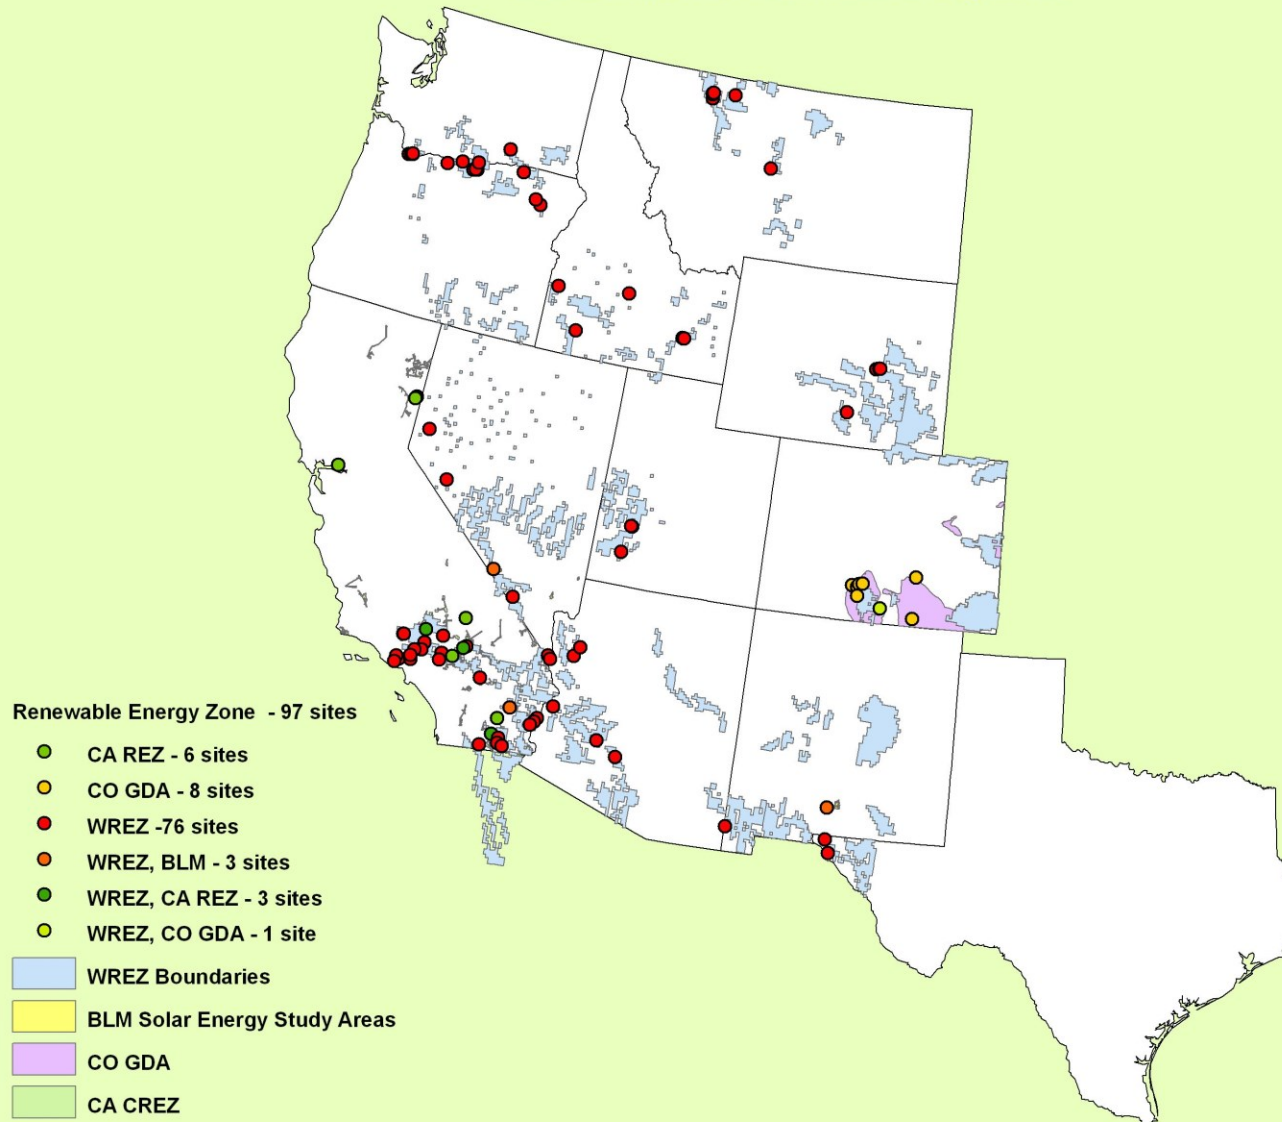 Renewable Energy Zone - 97 sites
CA REZ - 6 sites
CO GDA - 8 sites
WREZ -76 sites
WREZ, BLM - 3 sites
WREZ, CA REZ - 3 sites
WREZ, CO GDA - 1 site
WREZ Boundaries
BLM Solar Energy Study Areas
CO GDA
CA CREZ